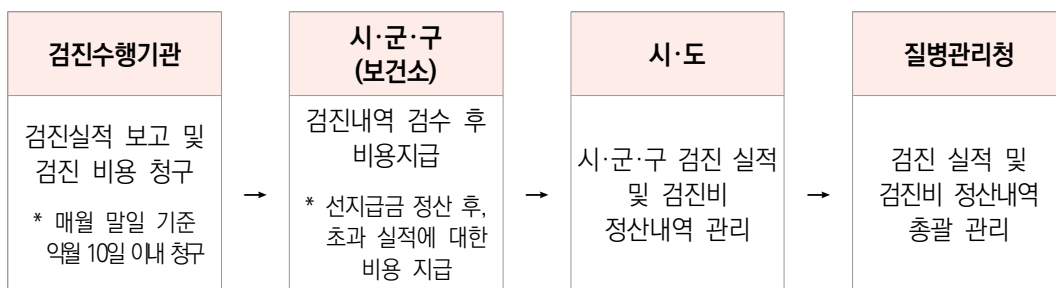 검진수행기관
검진실적 보고 및
검진 비용 청구
* 매월 말일 기준
익월 10일 이내 청구
→
시·군·구
(보건소)
검진내역 검수 후
비용지급
* 선지급금 정산 후,
초과 실적에 대한
비용 지급
→
시·도
시·군·구 검진 실적
및 검진비
정산내역 관리
→
질병관리청
검진 실적 및
검진비 정산내역
총괄 관리